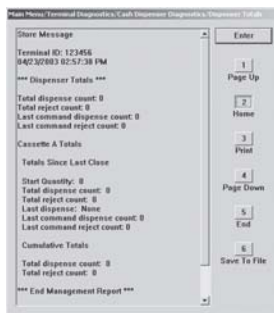 Main Menu/Terminal Diagnostics/Cash Dispenser Diagnostics/Dispenser Totals
Store Message
Terminal ID: 123456
04/23/2003 02:57:38 PM
*** Dispenser Totals ***
Total dispense count: 0
Total reject count: 0
Last command dispense count: 0
Last command reject count: 0
Cassette A Totals
Totals Since Last Close
Start Quantity: 0
Total dispense count: 0
Total reject count: 0
Last dispense: None
Last command dispense count: 0
Last command reject count: 0
Cumulative Totals
Total dispense count: 0
Total reject count: 0
*** End Management Report ***
Enter
1
Page Up
2
Home
3
Print
4
Page Down
5
End
6
Save To File